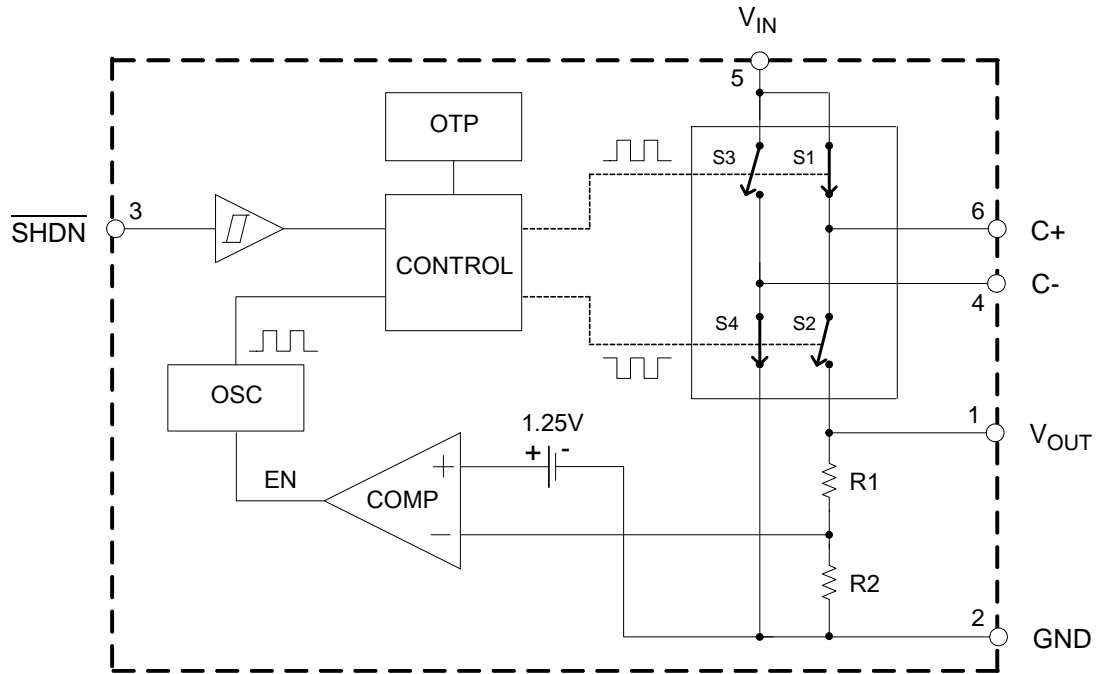 VIN
5
OTP
S3
S1
3
SHDN
6
C+
CONTROL
C-
4
S4
S2
OSC
1.25V
+
-
1
VOUT
EN
+
COMP
R1
−
R2
2
GND